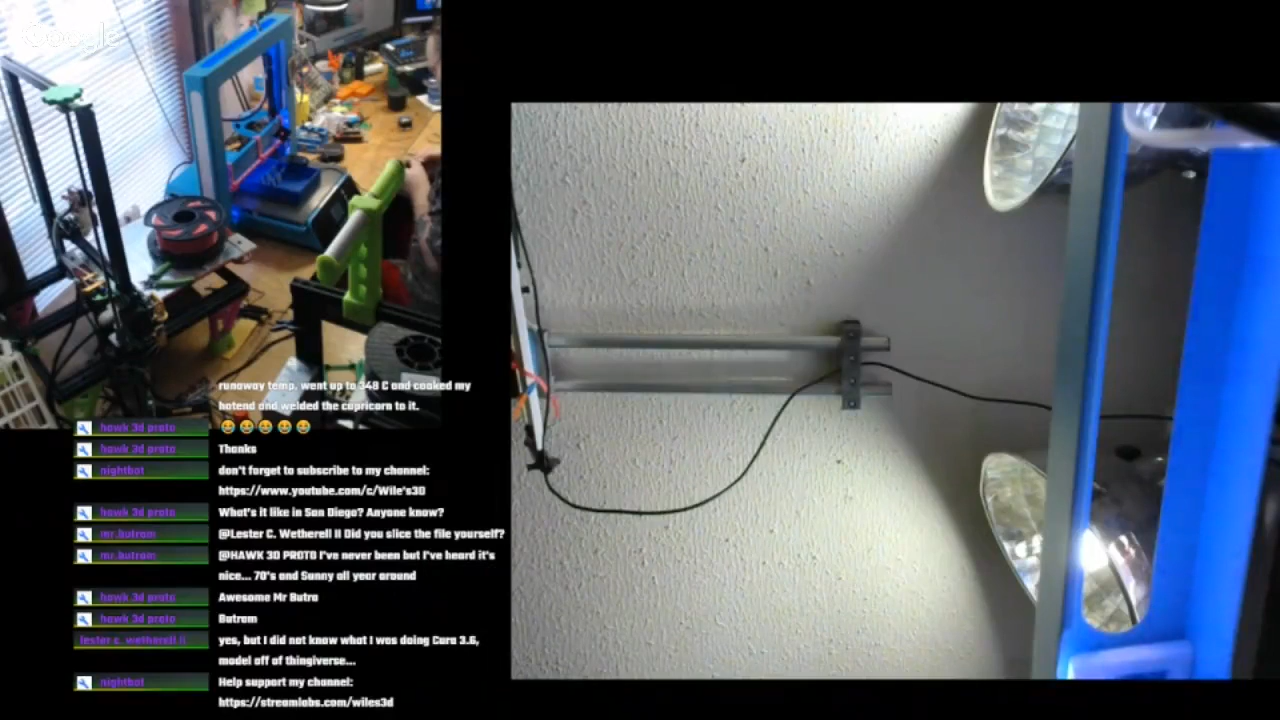 Google
runaway temp, went up to 348 C and cooked my
hotend and welded the capricorn to it.
hawk 3d proto
hawk 3d proto Thanks
nightbot don't forget to subscribe to my channel:
https://www.youtube.com/c/Wile's3D
hawk 3d proto What's it like in San Diego? Anyone know?
mr.butram @Lester C. Wetherell II Did you slice the file yourself?
mr.butram @HAWK 3D PROTO I've never been but I've heard it's
nice... 70's and Sunny all year around
hawk 3d proto Awesome Mr Butra
hawk 3d proto Butram
lester c. wetherell ii yes, but I did not know what I was doing Cura 3.6,
model off of thingiverse...
nightbot Help support my channel:
https://streamlabs.com/wiles3d